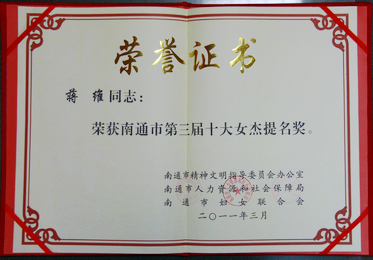 荣誉证书
蒋 维同志：
荣获南通市第三届十大女杰提名奖。
南通市精神文明指导委员会办公室
南通市人力资源和社会保障局
南通市妇女联合会
二〇一一年三月